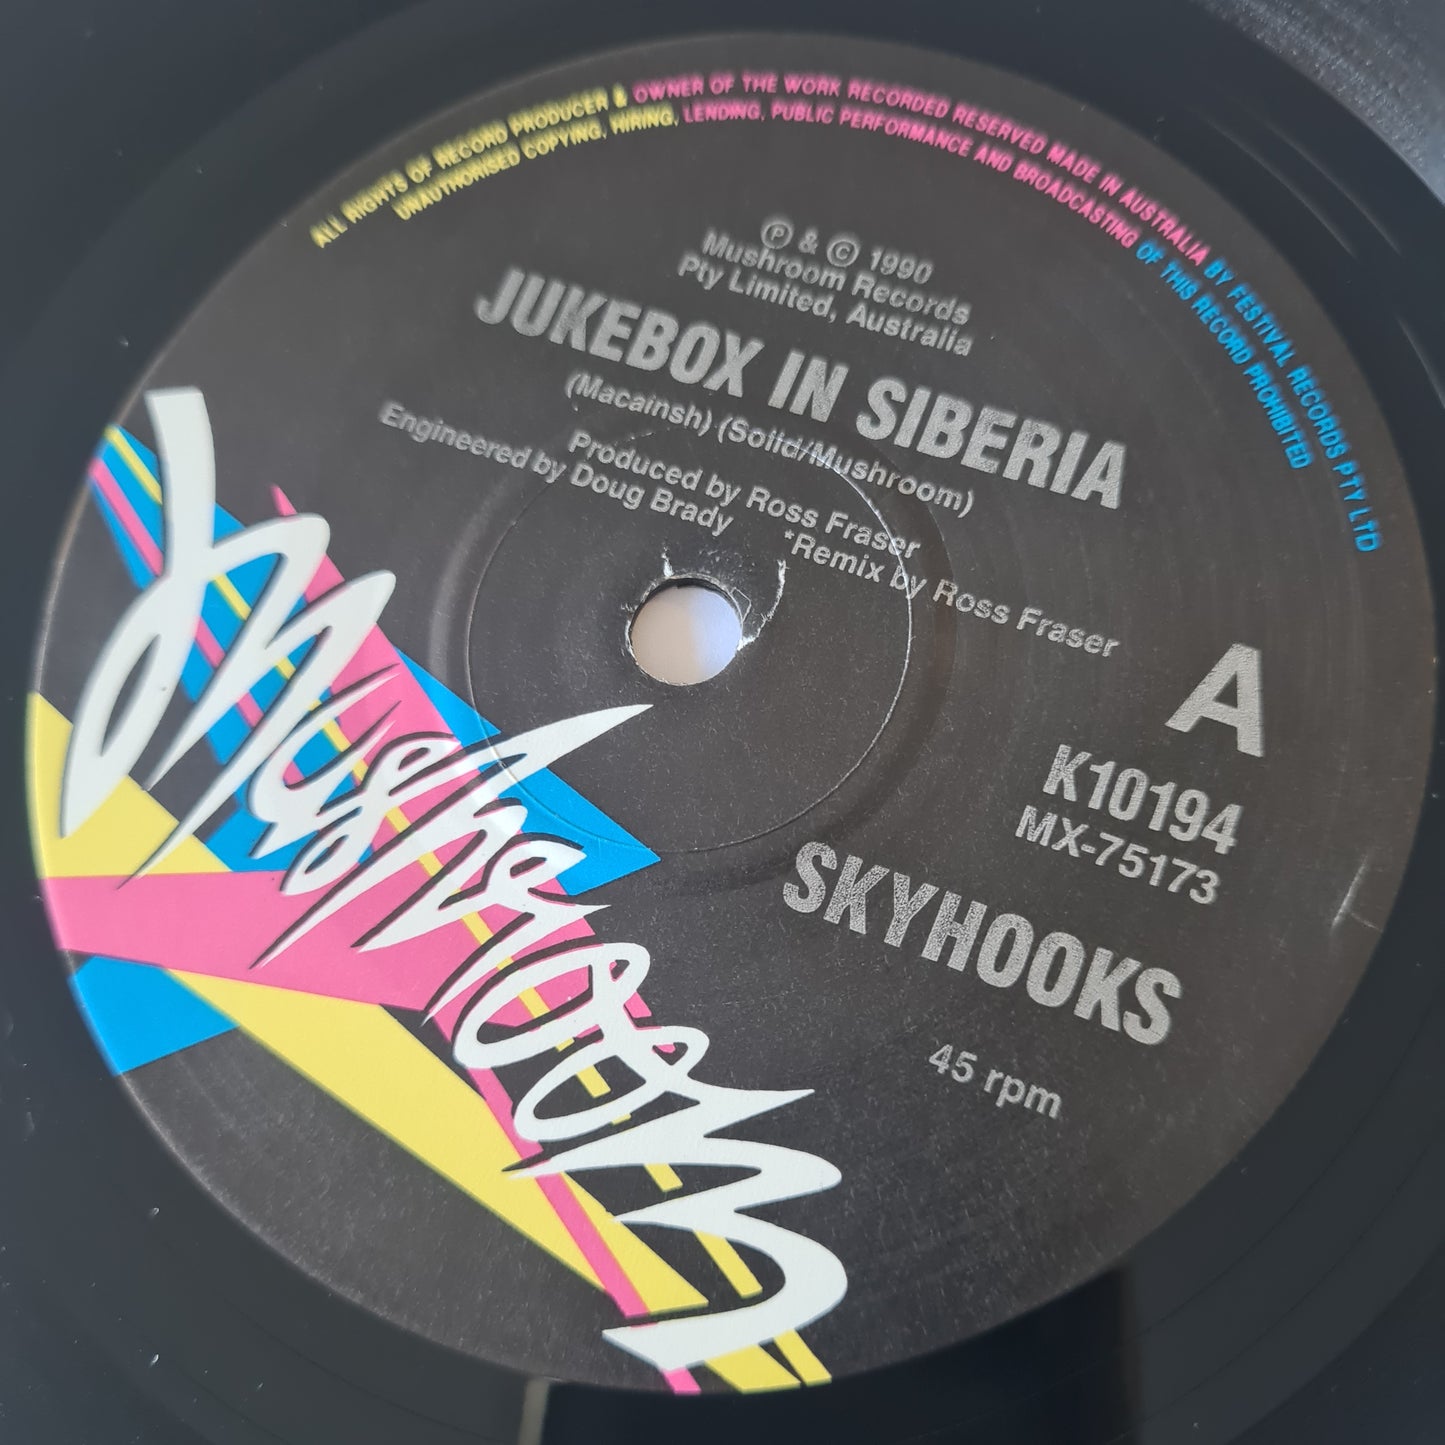 ALL RIGHTS OF RECORD PRODUCER & OWNER OF THE WORK RECORDED RESERVED MADE IN AUSTRALIA BY FESTIVAL RECORDS PTY LTD
UNAUTHORISED COPYING, HIRING, LENDING, PUBLIC PERFORMANCE AND BROADCASTING OF THIS RECORD PROHIBITED
Ⓟ & © 1990
Mushroom Records
Pty Limited, Australia
JUKEBOX IN SIBERIA
(Macainsh) (Solid/Mushroom)
Produced by Ross Fraser
Engineered by Doug Brady *Remix by Ross Fraser
A
K10194
MX-75173
SKYHOOKS
45 rpm
Mushroom